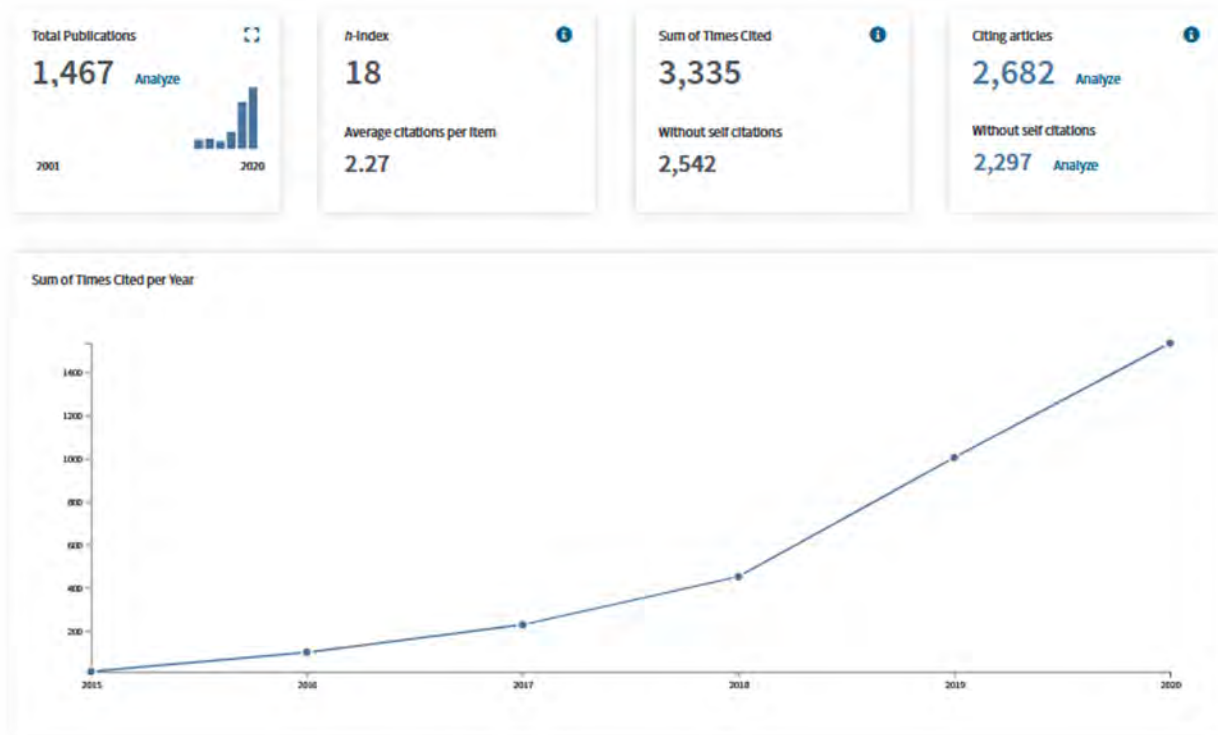 Total Publications
1,467 Analyze
2001 2020
h-index
18
Average citations per item
2.27
Sum of Times Cited
3,335
Without self citations
2,542
Citing articles
2,682 Analyze
Without self citations
2,297 Analyze
Sum of Times Cited per Year
1400
1200
1000
800
600
400
200
2015 2016 2017 2018 2019 2020